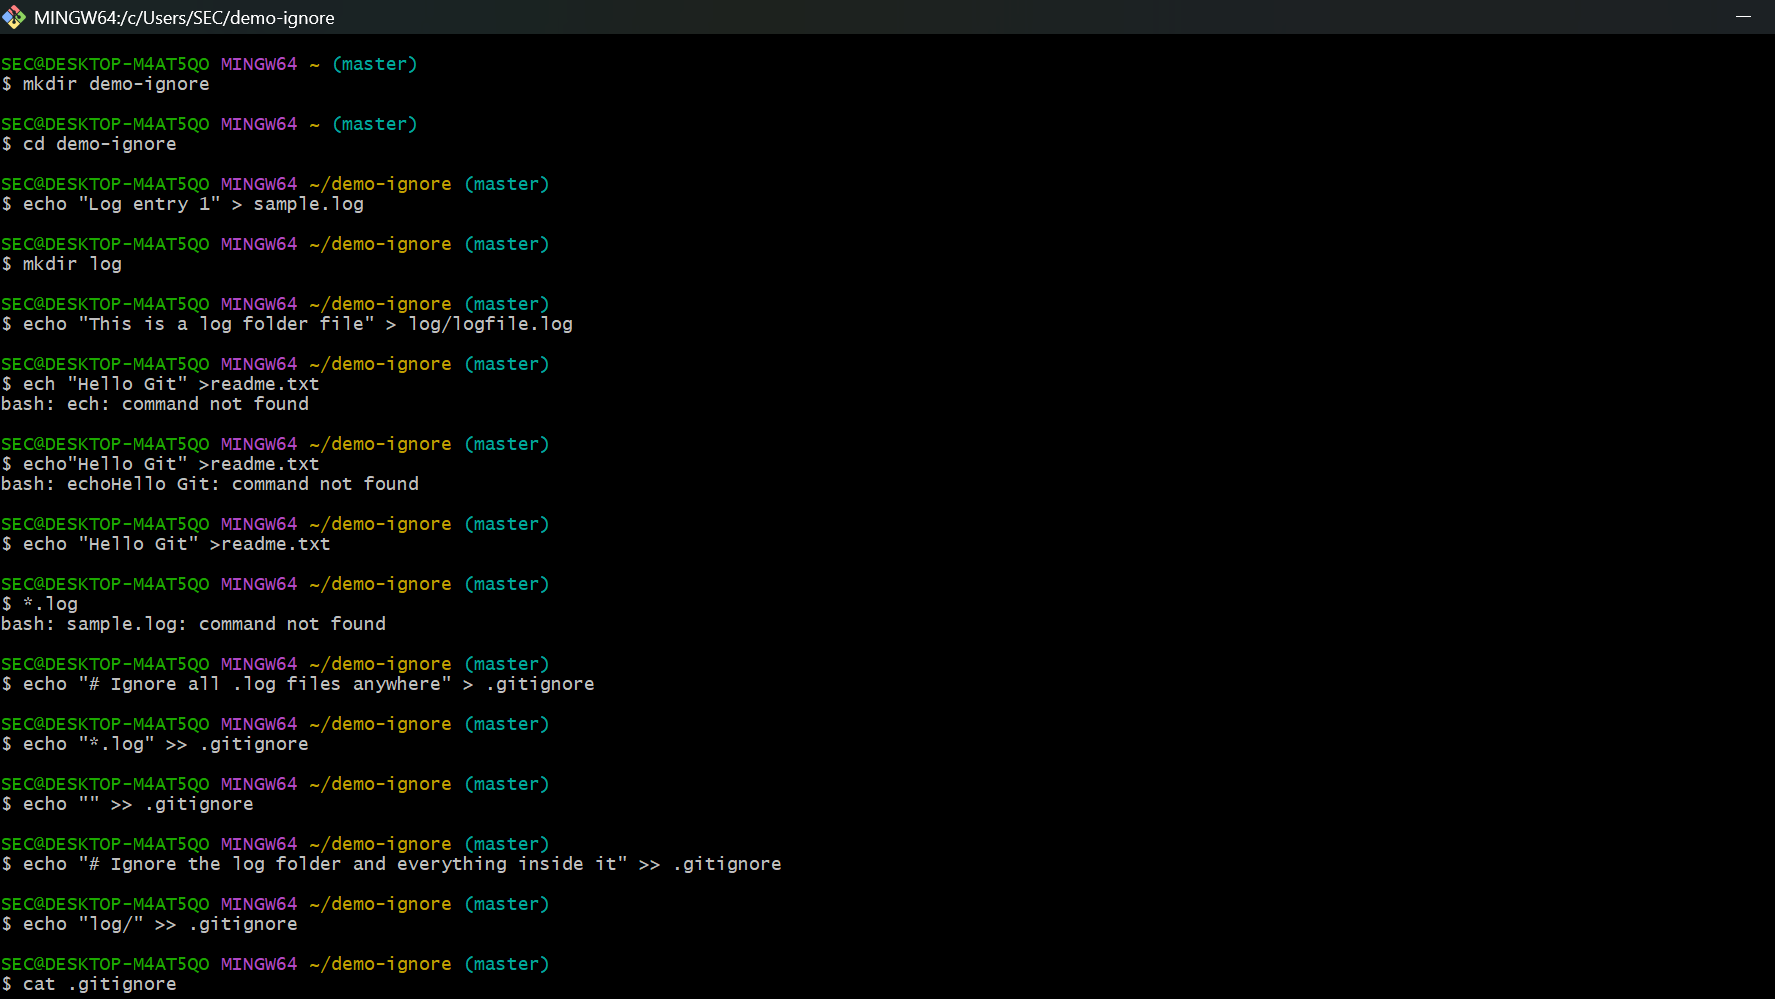 MINGW64:/c/Users/SEC/demo-ignore
SEC@DESKTOP-M4AT5QO MINGW64 ~ (master)
$ mkdir demo-ignore
SEC@DESKTOP-M4AT5QO MINGW64 ~ (master)
$ cd demo-ignore
SEC@DESKTOP-M4AT5QO MINGW64 ~/demo-ignore (master)
$ echo "Log entry 1" > sample.log
SEC@DESKTOP-M4AT5QO MINGW64 ~/demo-ignore (master)
$ mkdir log
SEC@DESKTOP-M4AT5QO MINGW64 ~/demo-ignore (master)
$ echo "This is a log folder file" > log/logfile.log
SEC@DESKTOP-M4AT5QO MINGW64 ~/demo-ignore (master)
$ ech "Hello Git" >readme.txt
bash: ech: command not found
SEC@DESKTOP-M4AT5QO MINGW64 ~/demo-ignore (master)
$ echo"Hello Git" >readme.txt
bash: echoHello Git: command not found
SEC@DESKTOP-M4AT5QO MINGW64 ~/demo-ignore (master)
$ echo "Hello Git" >readme.txt
SEC@DESKTOP-M4AT5QO MINGW64 ~/demo-ignore (master)
$ *.log
bash: sample.log: command not found
SEC@DESKTOP-M4AT5QO MINGW64 ~/demo-ignore (master)
$ echo "# Ignore all .log files anywhere" > .gitignore
SEC@DESKTOP-M4AT5QO MINGW64 ~/demo-ignore (master)
$ echo "*.log" >> .gitignore
SEC@DESKTOP-M4AT5QO MINGW64 ~/demo-ignore (master)
$ echo "" >> .gitignore
SEC@DESKTOP-M4AT5QO MINGW64 ~/demo-ignore (master)
$ echo "# Ignore the log folder and everything inside it" >> .gitignore
SEC@DESKTOP-M4AT5QO MINGW64 ~/demo-ignore (master)
$ echo "log/" >> .gitignore
SEC@DESKTOP-M4AT5QO MINGW64 ~/demo-ignore (master)
$ cat .gitignore